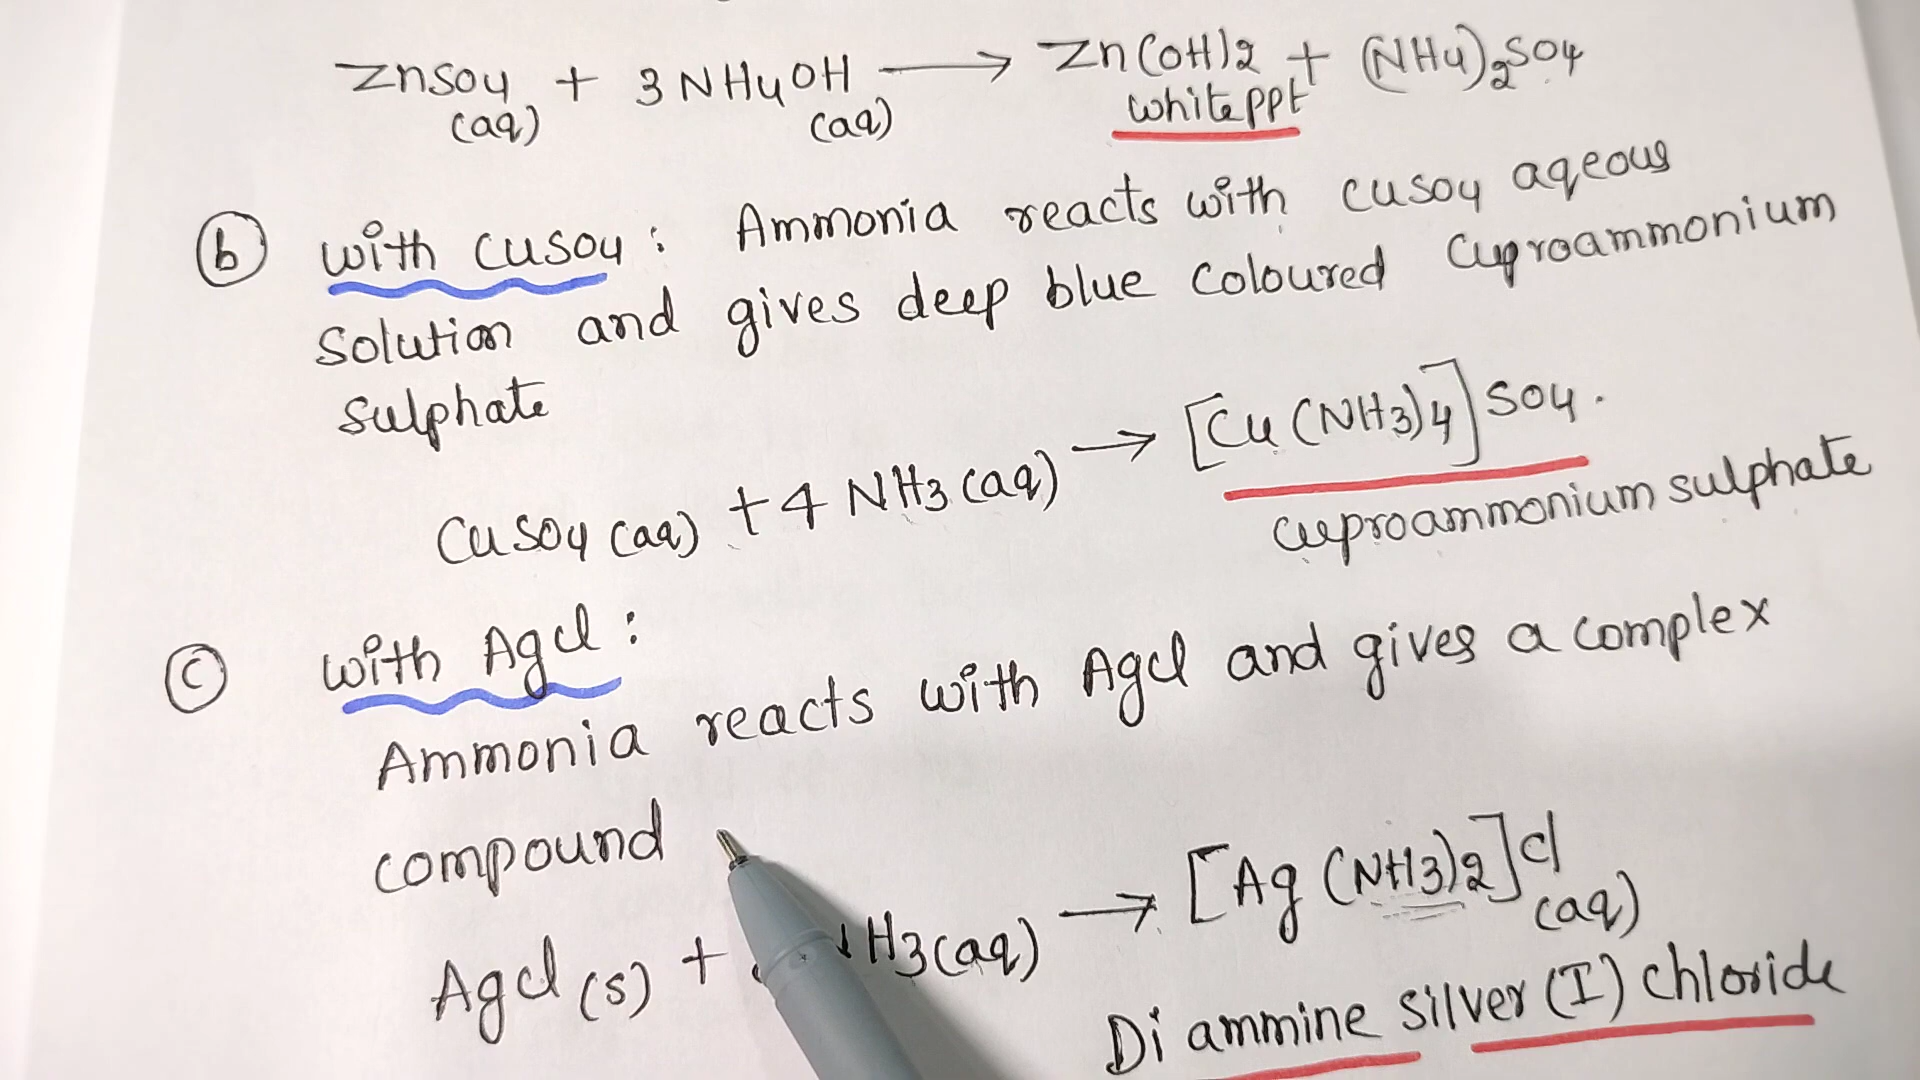 ZnSO4 + 3NH4OH → Zn(OH)2 + (NH4)2SO4
(aq) (aq) white ppt
(b) with CuSO4 : Ammonia reacts with CuSO4 aqeous
Solution and gives deep blue coloured Cuproammonium
Sulphate
CuSO4 (aq) + 4 NH3 (aq) → [Cu(NH3)4]SO4.
Cuproammonium sulphate
(c) with AgCl :
Ammonia reacts with AgCl and gives a complex
compound
AgCl (s) + H3 (aq) → [Ag(NH3)2]Cl
(aq)
Di ammine silver (I) chloride